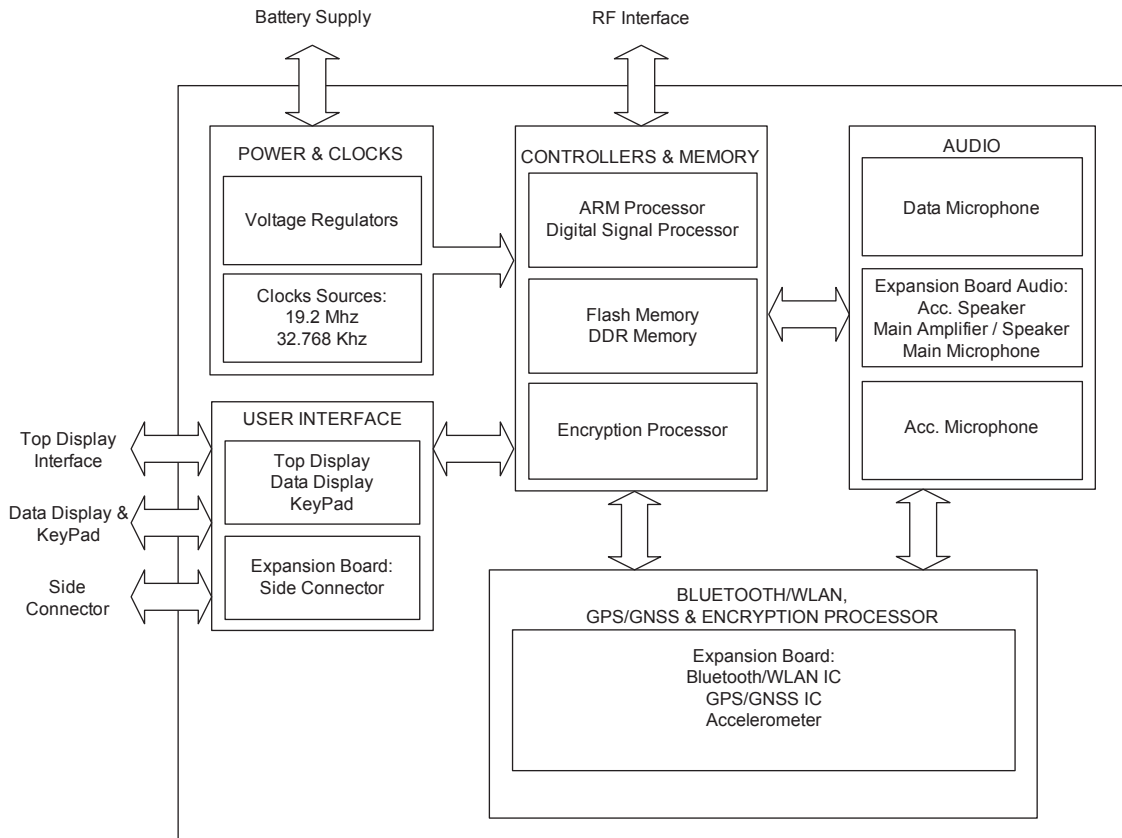 Battery Supply
RF Interface
POWER & CLOCKS
Voltage Regulators
Clocks Sources:
19.2 Mhz
32.768 Khz
CONTROLLERS & MEMORY
ARM Processor
Digital Signal Processor
Flash Memory
DDR Memory
Encryption Processor
AUDIO
Data Microphone
Expansion Board Audio:
Acc. Speaker
Main Amplifier / Speaker
Main Microphone
Acc. Microphone
Top Display
Interface
Data Display &
KeyPad
Side
Connector
USER INTERFACE
Top Display
Data Display
KeyPad
Expansion Board:
Side Connector
BLUETOOTH/WLAN,
GPS/GNSS & ENCRYPTION PROCESSOR
Expansion Board:
Bluetooth/WLAN IC
GPS/GNSS IC
Accelerometer